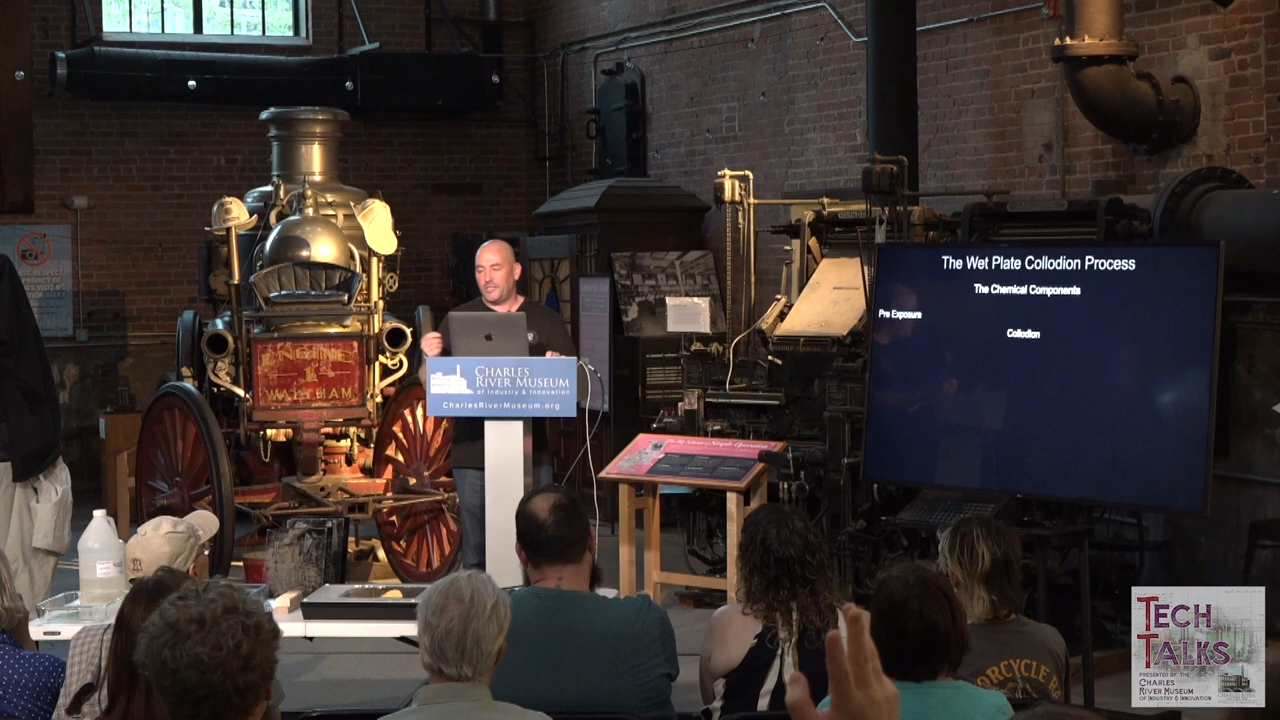 The Wet Plate Collodion Process
The Chemical Components
Pre Exposure
Collodion
ENGINE
1
WALTHAM
CHARLES
RIVER MUSEUM
of Industry & Innovation
CharlesRiverMuseum.org
TECH
TALKS
PRESENTED BY THE
CHARLES
RIVER MUSEUM
OF INDUSTRY & INNOVATION